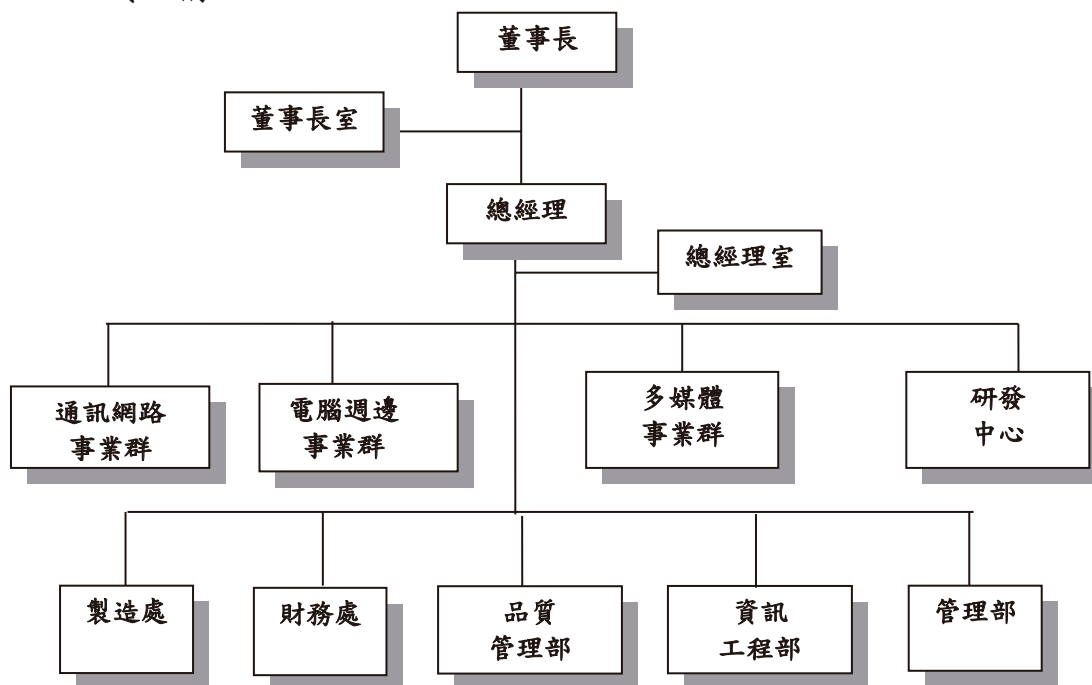 董事長
董事長室
總經理
總經理室
通訊網路
事業群
電腦週邊
事業群
多媒體
事業群
研發
中心
製造處
財務處
品質
管理部
資訊
工程部
管理部